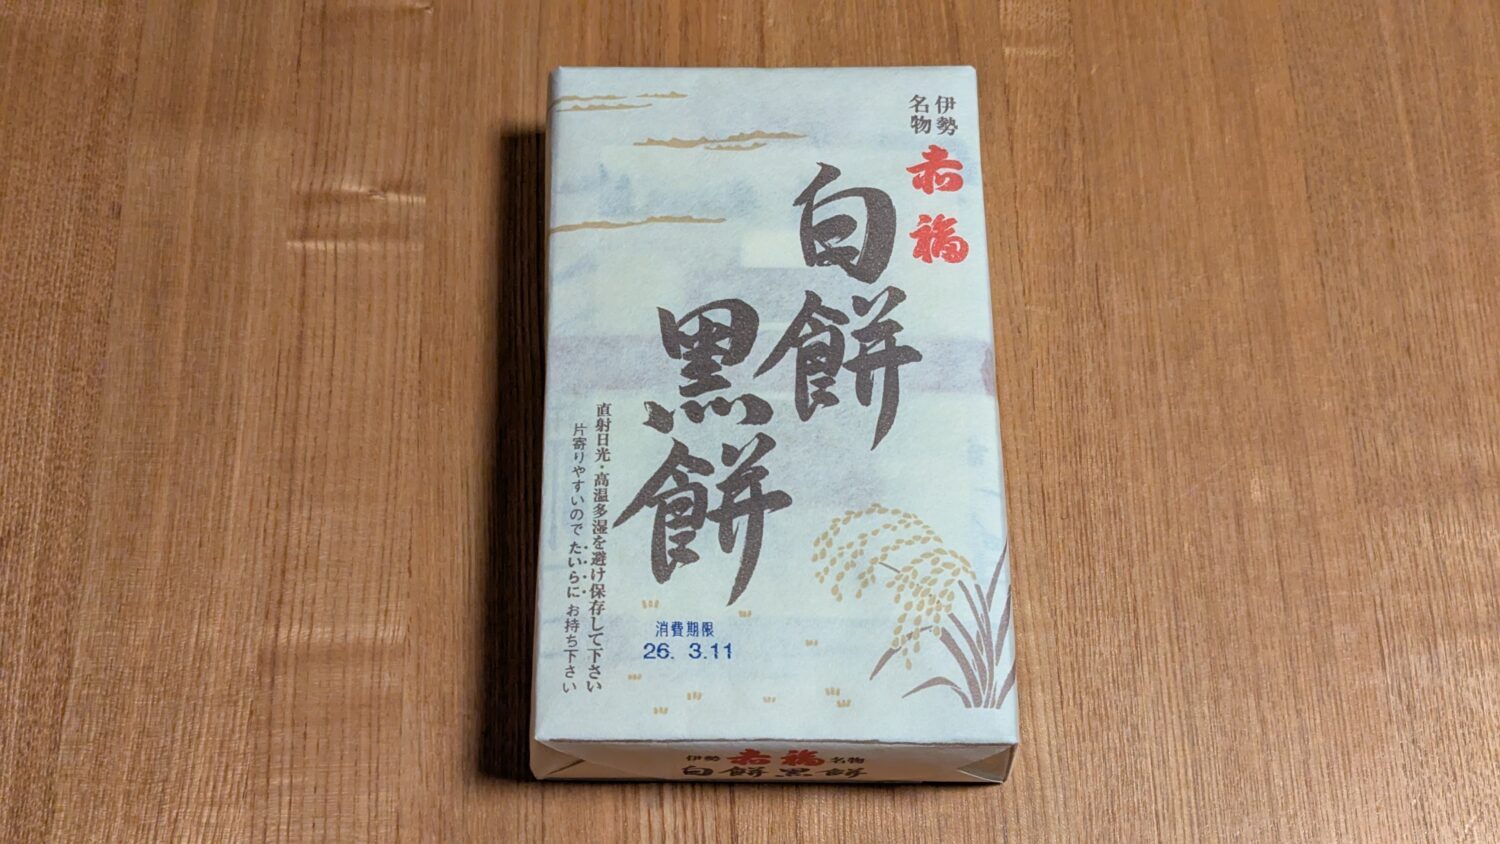 伊勢
名物
赤福
白餅
黒餅
直射日光・高温多湿を避け保存して下さい
片寄りやすいのでたいらにお持ち下さい
消費期限
26. 3.11
伊勢 赤福 名物
白餅黒餅